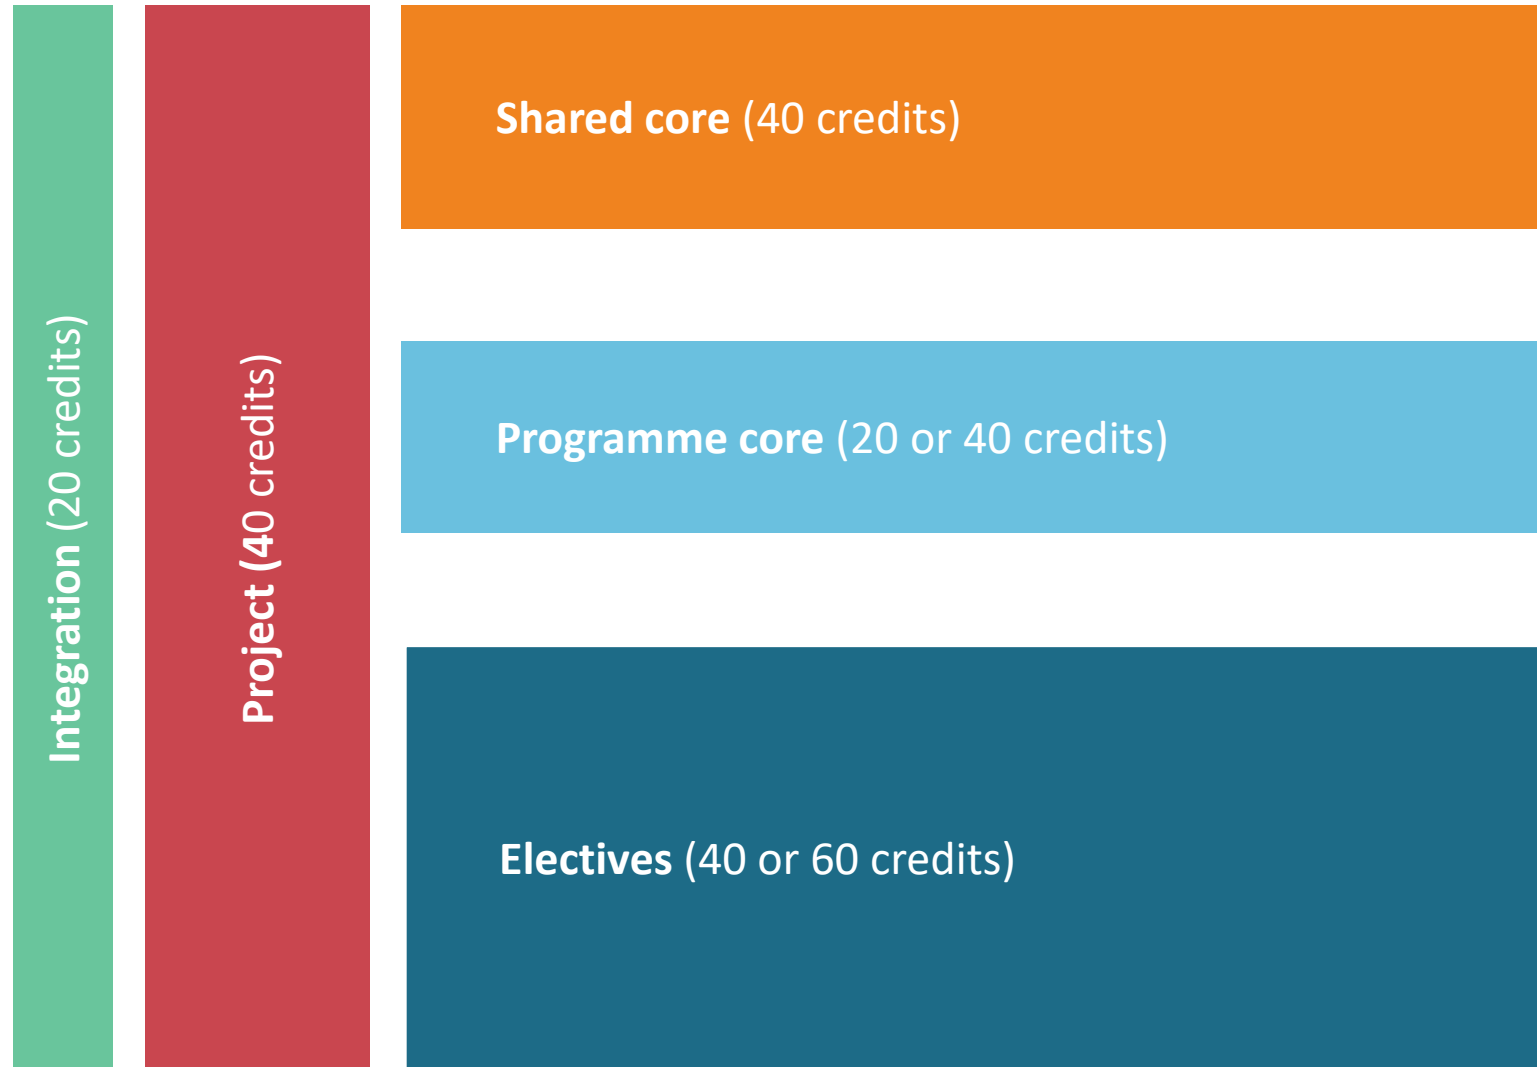 Integration (20 credits)
Project (40 credits)
Shared core (40 credits)
Programme core (20 or 40 credits)
Electives (40 or 60 credits)